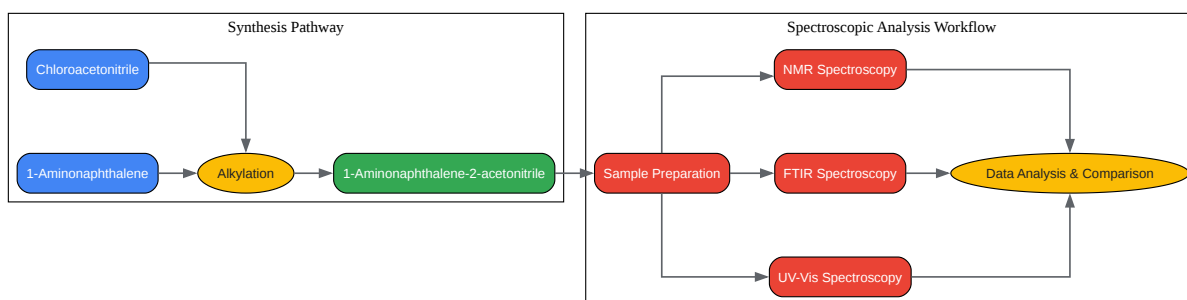 Synthesis Pathway
Spectroscopic Analysis Workflow
Chloroacetonitrile
NMR Spectroscopy
1-Aminonaphthalene
Alkylation
1-Aminonaphthalene-2-acetonitrile
Sample Preparation
FTIR Spectroscopy
Data Analysis & Comparison
UV-Vis Spectroscopy